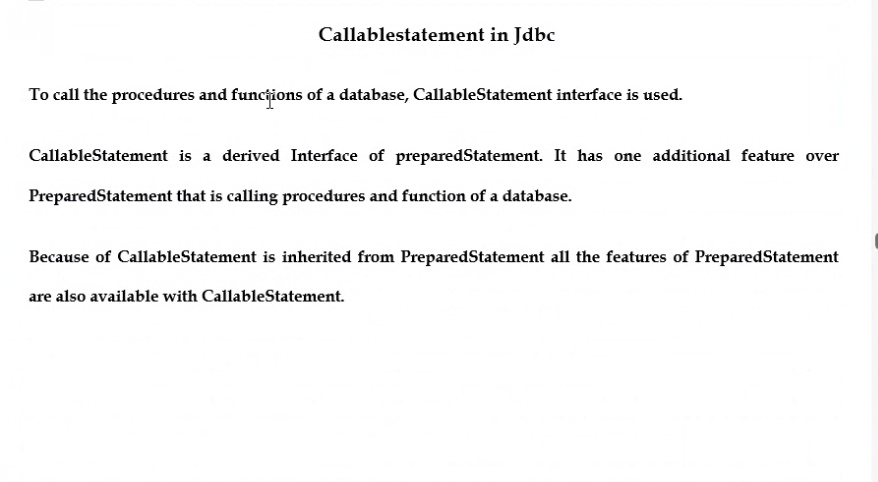 Callablestatement in Jdbc
To call the procedures and functions of a database, CallableStatement interface is used.
CallableStatement is a derived Interface of preparedStatement. It has one additional feature over
PreparedStatement that is calling procedures and function of a database.
Because of CallableStatement is inherited from PreparedStatement all the features of PreparedStatement
are also available with CallableStatement.